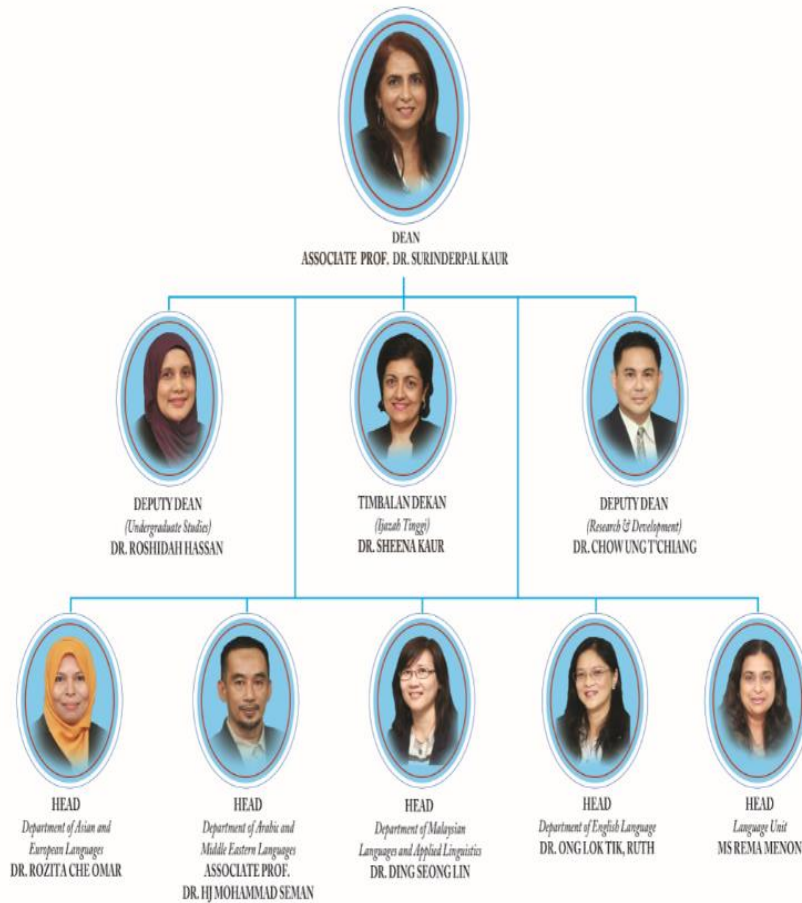 DEAN
ASSOCIATE PROF. DR. SURINDERPAL KAUR
DEPUTY DEAN
(Undergraduate Studies)
DR. ROSHIDAH HASSAN
TIMBALAN DEKAN
(Ijazah Tinggi)
DR. SHEENA KAUR
DEPUTY DEAN
(Research & Development)
DR. CHOW UNG T'CHIANG
HEAD
Department of Asian and
European Languages
DR. ROZITA CHE OMAR
HEAD
Department of Arabic and
Middle Eastern Languages
ASSOCIATE PROF.
DR. HJ MOHAMMAD SEMAN
HEAD
Department of Malaysian
Languages and Applied Linguistics
DR. DING SEONG LIN
HEAD
Department of English Language
DR. ONG LOK TIK, RUTH
HEAD
Language Unit
MS REMA MENON